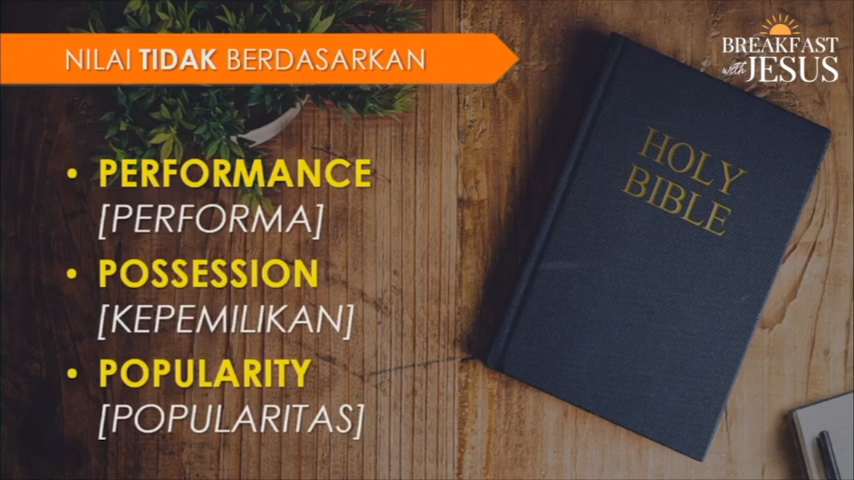 NILAI TIDAK BERDASARKAN
BREAKFAST
with JESUS
• PERFORMANCE
[PERFORMA]
• POSSESSION
[KEPEMILIKAN]
• POPULARITY
[POPULARITAS]
HOLY
BIBLE